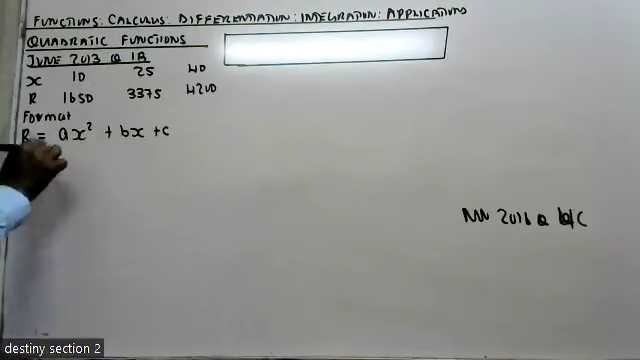 FUNCTIONS: CALCULUS: DIFFERENTIATION: INTEGRATION: APPLICATIONS
QUADRATIC FUNCTIONS
JUNE 2013 Q 1B
x 10 25 40
R 1650 3375 4200
Format
R = ax² + bx + c
2016 Q
destiny section 2